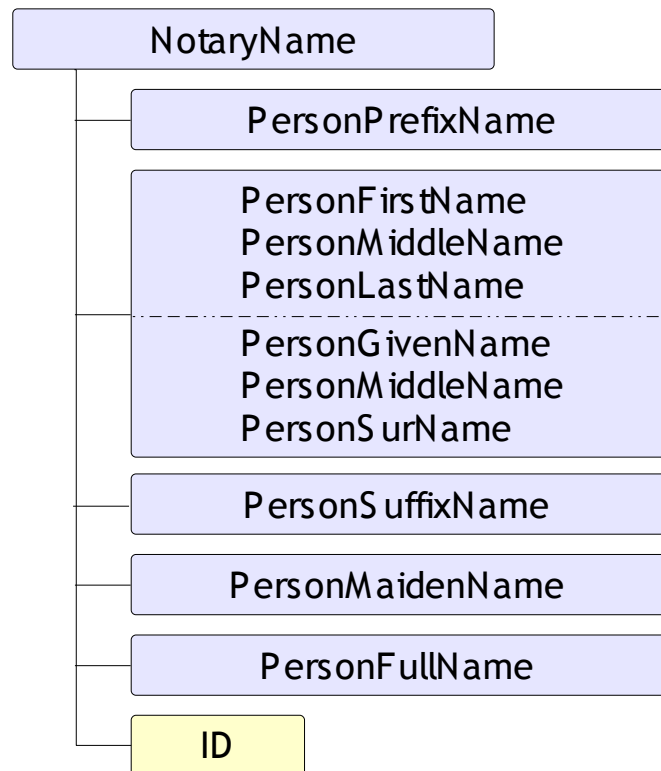 NotaryName
PersonPrefixName
PersonFirstName
PersonMiddleName
PersonLastName
PersonGivenName
PersonMiddleName
PersonSurName
PersonSuffixName
PersonMaidenName
PersonFullName
ID